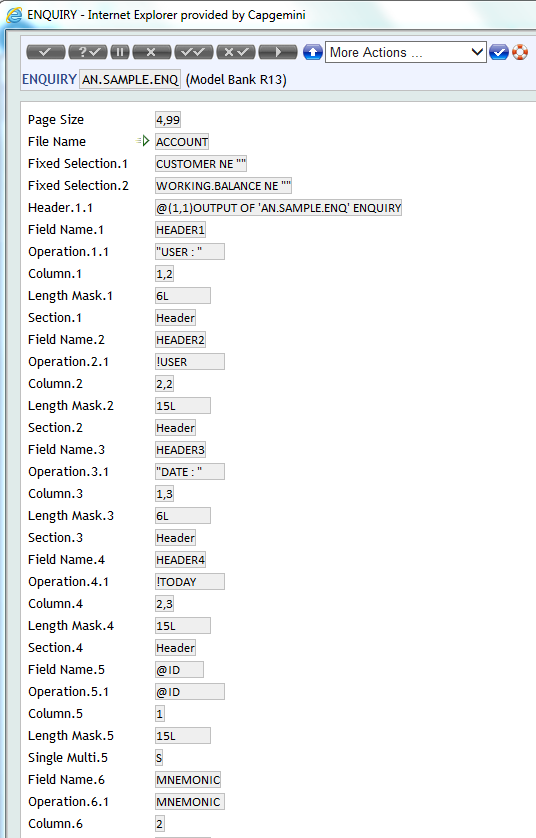 ENQUIRY - Internet Explorer provided by Capgemini
More Actions ...
ENQUIRY AN.SAMPLE.ENQ (Model Bank R13)
Page Size 4,99
File Name ACCOUNT
Fixed Selection.1 CUSTOMER NE ""
Fixed Selection.2 WORKING.BALANCE NE ""
Header.1.1 @(1,1)OUTPUT OF 'AN.SAMPLE.ENQ' ENQUIRY
Field Name.1 HEADER1
Operation.1.1 "USER : "
Column.1 1,2
Length Mask.1 6L
Section.1 Header
Field Name.2 HEADER2
Operation.2.1 !USER
Column.2 2,2
Length Mask.2 15L
Section.2 Header
Field Name.3 HEADER3
Operation.3.1 "DATE : "
Column.3 1,3
Length Mask.3 6L
Section.3 Header
Field Name.4 HEADER4
Operation.4.1 !TODAY
Column.4 2,3
Length Mask.4 15L
Section.4 Header
Field Name.5 @ID
Operation.5.1 @ID
Column.5 1
Length Mask.5 15L
Single Multi.5 S
Field Name.6 MNEMONIC
Operation.6.1 MNEMONIC
Column.6 2